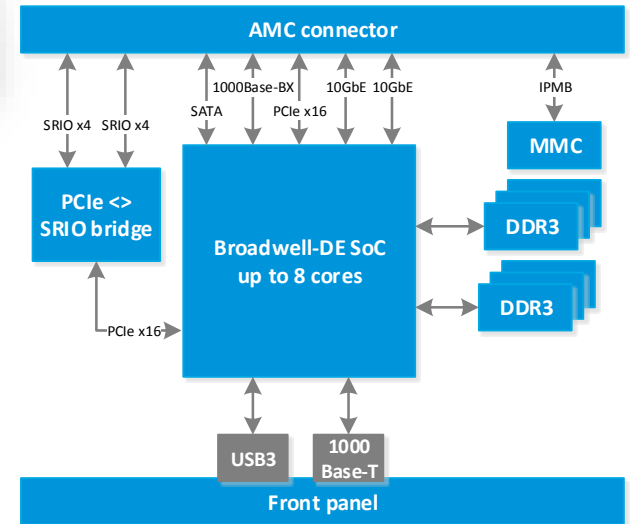 AMC connector
1000Base-BX
10GbE
10GbE
IPMB
SATA
PCIe x16
SRIO x4
SRIO x4
MMC
PCIe <>
SRIO bridge
Broadwell-DE SoC
up to 8 cores
DDR3
DDR3
PCIe x16
USB3
1000
Base-T
Front panel